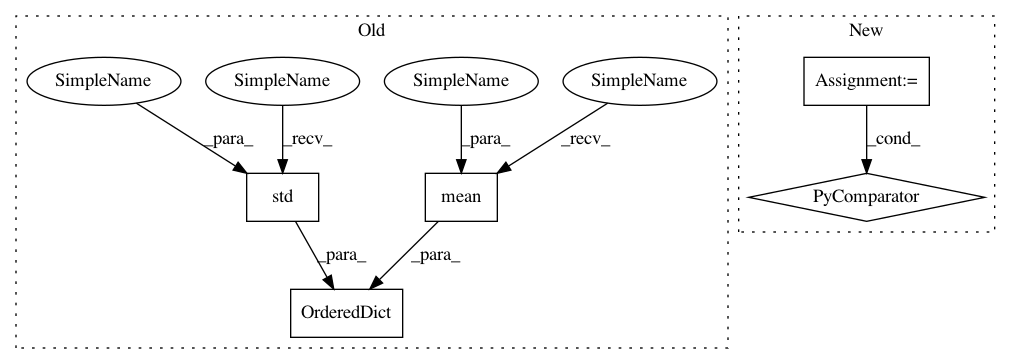 Old
New
SimpleName
SimpleName
SimpleName
SimpleName
Assignment:=
_para_
_recv_
_para_
_recv_
_cond_
std
mean
PyComparator
_para_
_para_
OrderedDict